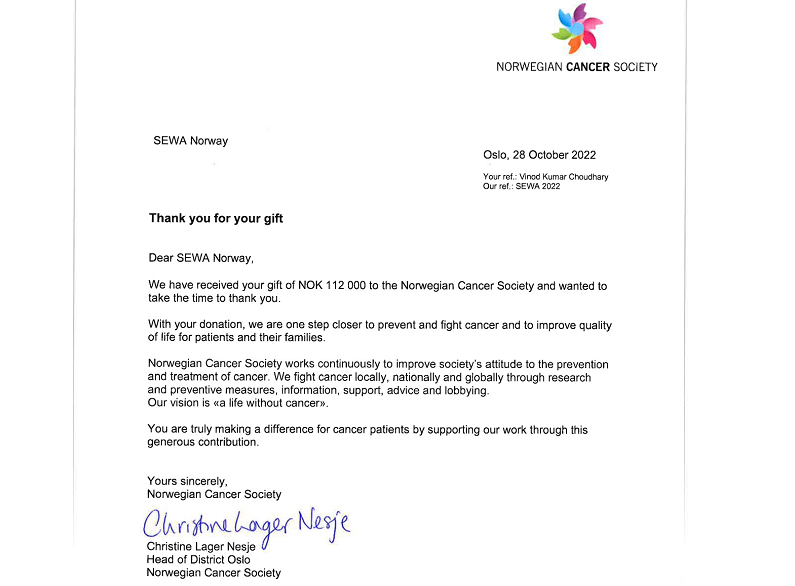 NORWEGIAN CANCER SOCIETY
SEWA Norway
Oslo, 28 October 2022
Your ref.: Vinod Kumar Choudhary
Our ref.: SEWA 2022
Thank you for your gift
Dear SEWA Norway,
We have received your gift of NOK 112 000 to the Norwegian Cancer Society and wanted to
take the time to thank you.
With your donation, we are one step closer to prevent and fight cancer and to improve quality
of life for patients and their families.
Norwegian Cancer Society works continuously to improve society's attitude to the prevention
and treatment of cancer. We fight cancer locally, nationally and globally through research
and preventive measures, information, support, advice and lobbying.
Our vision is «a life without cancer».
You are truly making a difference for cancer patients by supporting our work through this
generous contribution.
Yours sincerely,
Norwegian Cancer Society
Christine Lager Nesje
Christine Lager Nesje
Head of District Oslo
Norwegian Cancer Society